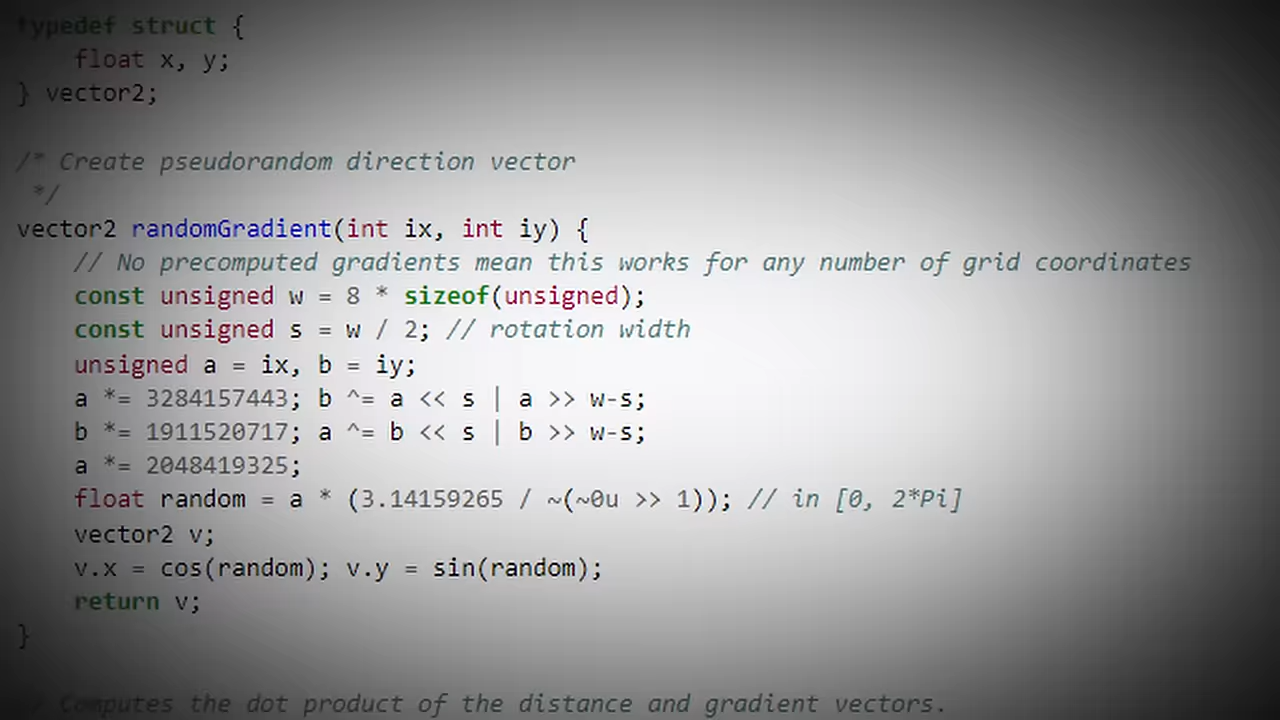 typedef struct {
    float x, y;
} vector2;
/* Create pseudorandom direction vector
 */
vector2 randomGradient(int ix, int iy) {
    // No precomputed gradients mean this works for any number of grid coordinates
    const unsigned w = 8 * sizeof(unsigned);
    const unsigned s = w / 2; // rotation width
    unsigned a = ix, b = iy;
    a *= 3284157443; b ^= a << s | a >> w-s;
    b *= 1911520717; a ^= b << s | b >> w-s;
    a *= 2048419325;
    float random = a * (3.14159265 / ~(~0u >> 1)); // in [0, 2*Pi]
    vector2 v;
    v.x = cos(random); v.y = sin(random);
    return v;
}
// Computes the dot product of the distance and gradient vectors.